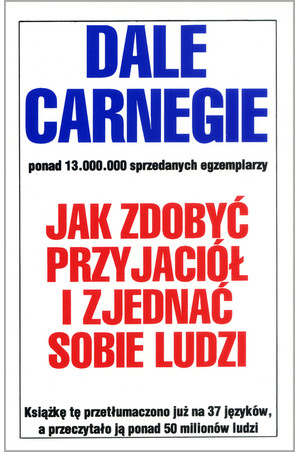 DALE
CARNEGIE
ponad 13.000.000 sprzedanych egzemplarzy
JAK ZDOBYĆ
PRZYJACIÓŁ
I ZJEDNAĆ
SOBIE LUDZI
Książkę tę przetłumaczono już na 37 języków,
a przeczytało ją ponad 50 milionów ludzi